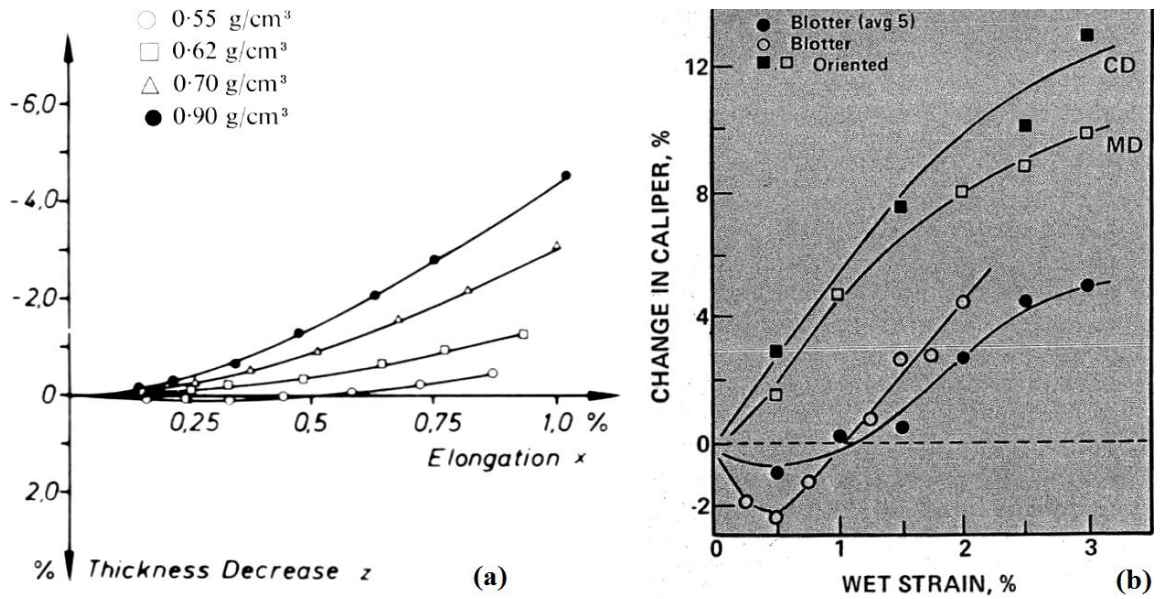 0·55 g/cm³
0·62 g/cm³
0·70 g/cm³
0·90 g/cm³
-6,0
-4,0
-2,0
0
2,0
%
0,25
0,5
0,75
1,0 %
Elongation x
Thickness Decrease z
(a)
Blotter (avg 5)
Blotter
Oriented
CD
MD
CHANGE IN CALIPER, %
12
8
4
0
-2
0
1
2
3
WET STRAIN, %
(b)